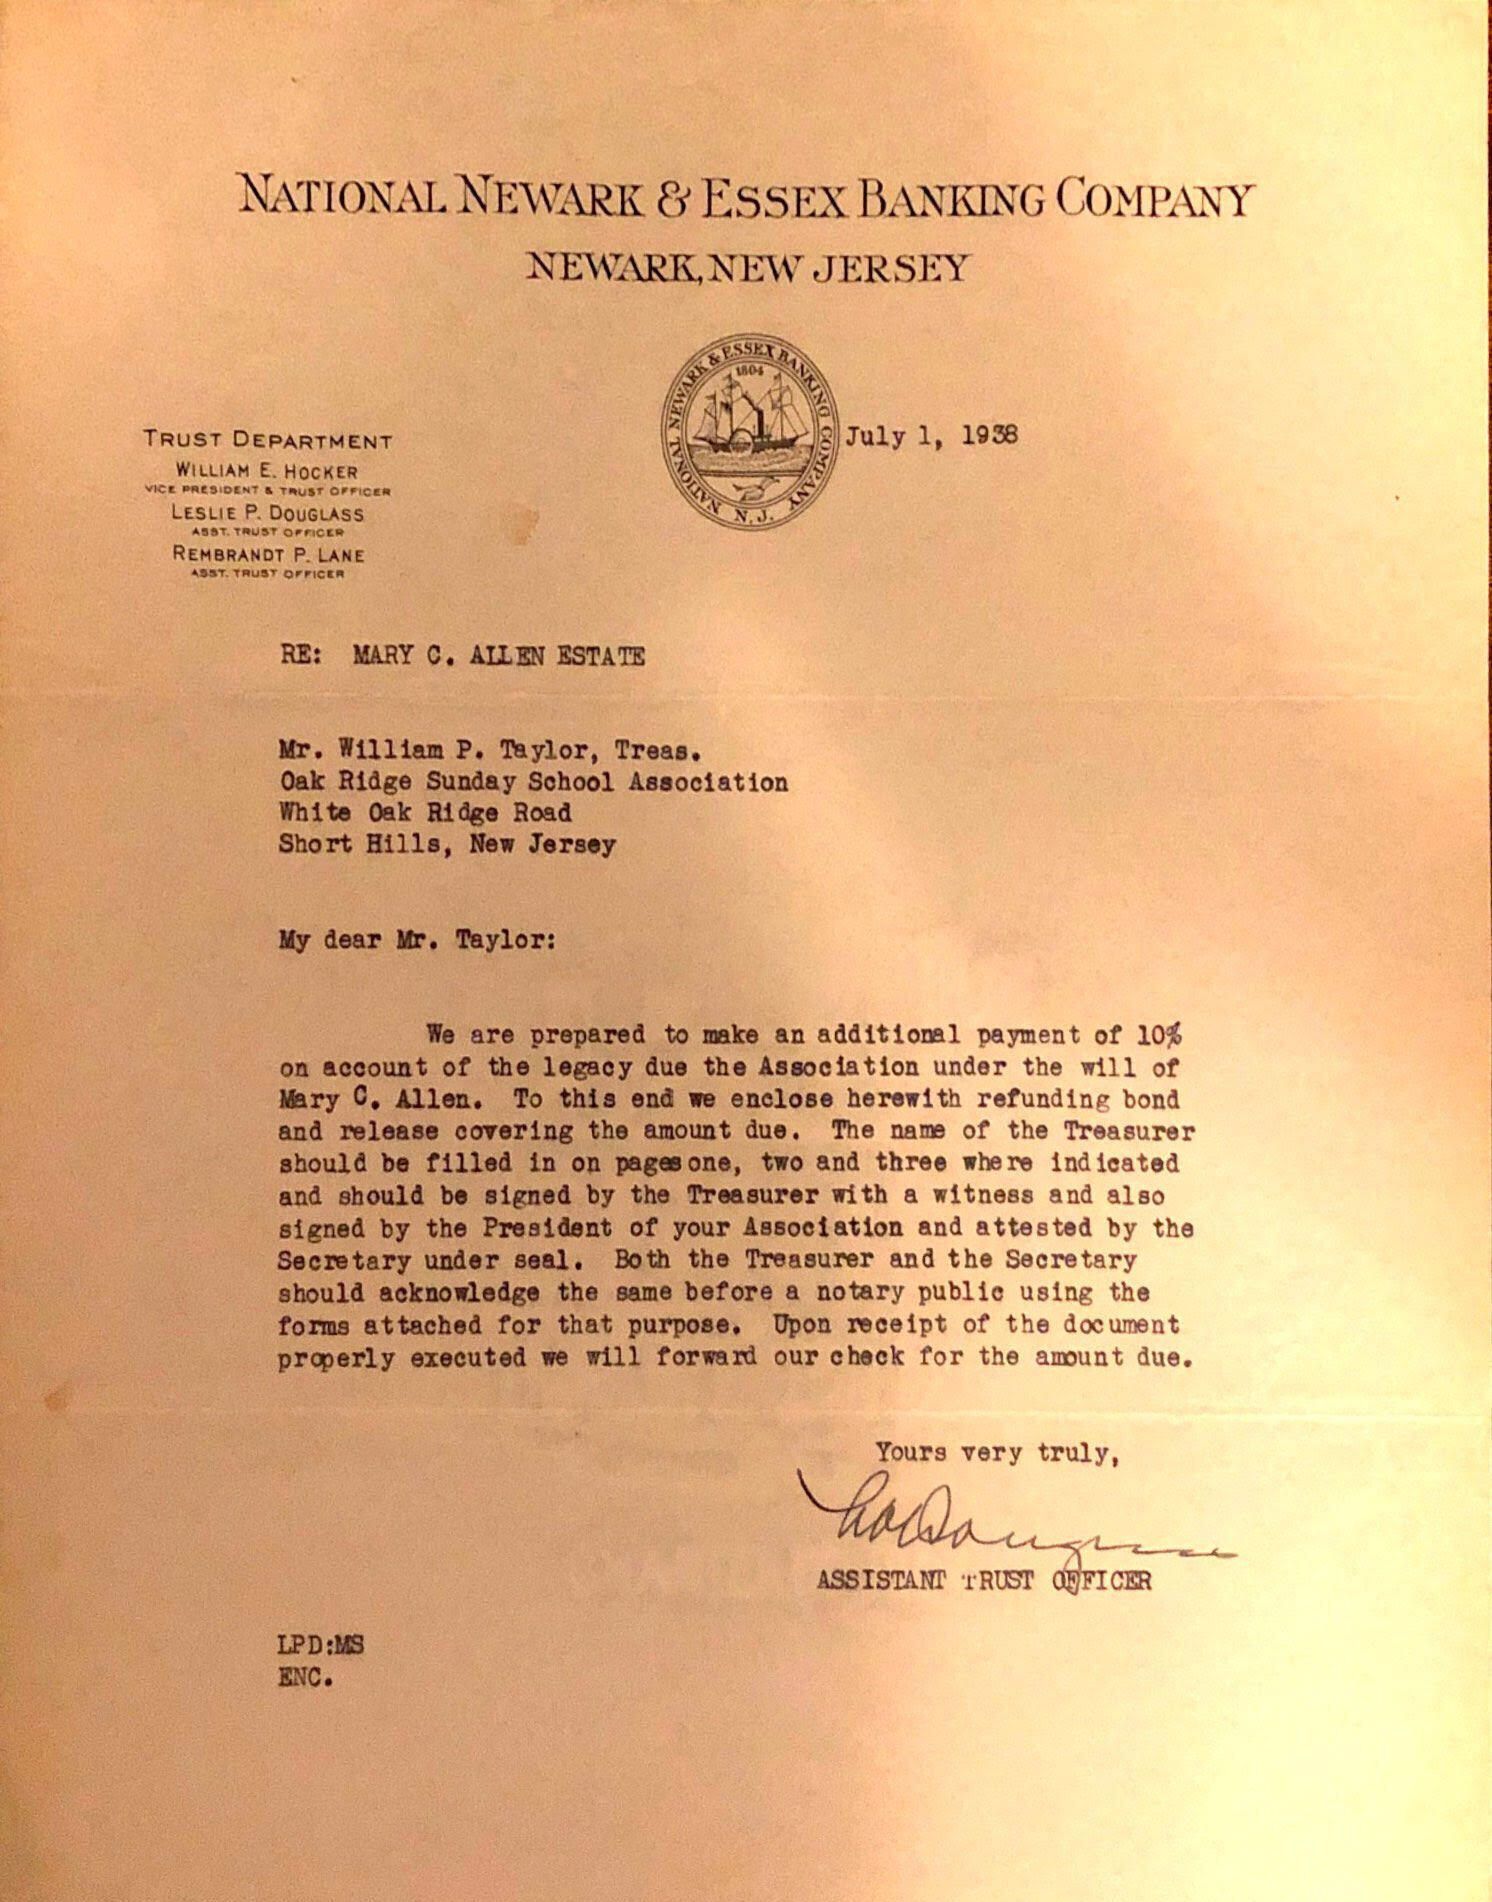 NATIONAL NEWARK & ESSEX BANKING COMPANY
NEWARK, NEW JERSEY
NATIONAL NEWARK & ESSEX BANKING COMPANY
1804
N.J.
July 1, 1938
TRUST DEPARTMENT
WILLIAM E. HOCKER
VICE PRESIDENT & TRUST OFFICER
LESLIE P. DOUGLASS
ASST. TRUST OFFICER
REMBRANDT P. LANE
ASST. TRUST OFFICER
RE: MARY C. ALLEN ESTATE
Mr. William P. Taylor, Treas.
Oak Ridge Sunday School Association
White Oak Ridge Road
Short Hills, New Jersey
My dear Mr. Taylor:
We are prepared to make an additional payment of 10%
on account of the legacy due the Association under the will of
Mary C. Allen. To this end we enclose herewith refunding bond
and release covering the amount due. The name of the Treasurer
should be filled in on pages one, two and three where indicated
and should be signed by the Treasurer with a witness and also
signed by the President of your Association and attested by the
Secretary under seal. Both the Treasurer and the Secretary
should acknowledge the same before a notary public using the
forms attached for that purpose. Upon receipt of the document
properly executed we will forward our check for the amount due.
Yours very truly,
ASSISTANT TRUST OFFICER
LPD:MS
ENC.